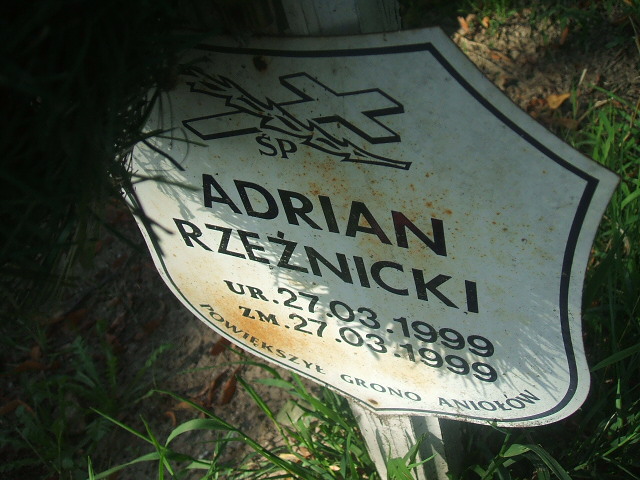 ŚP
ADRIAN
RZEŹNICKI
UR.27.03.1999
ZM.27.03.1999
POWIĘKSZYŁ GRONO ANIOŁÓW